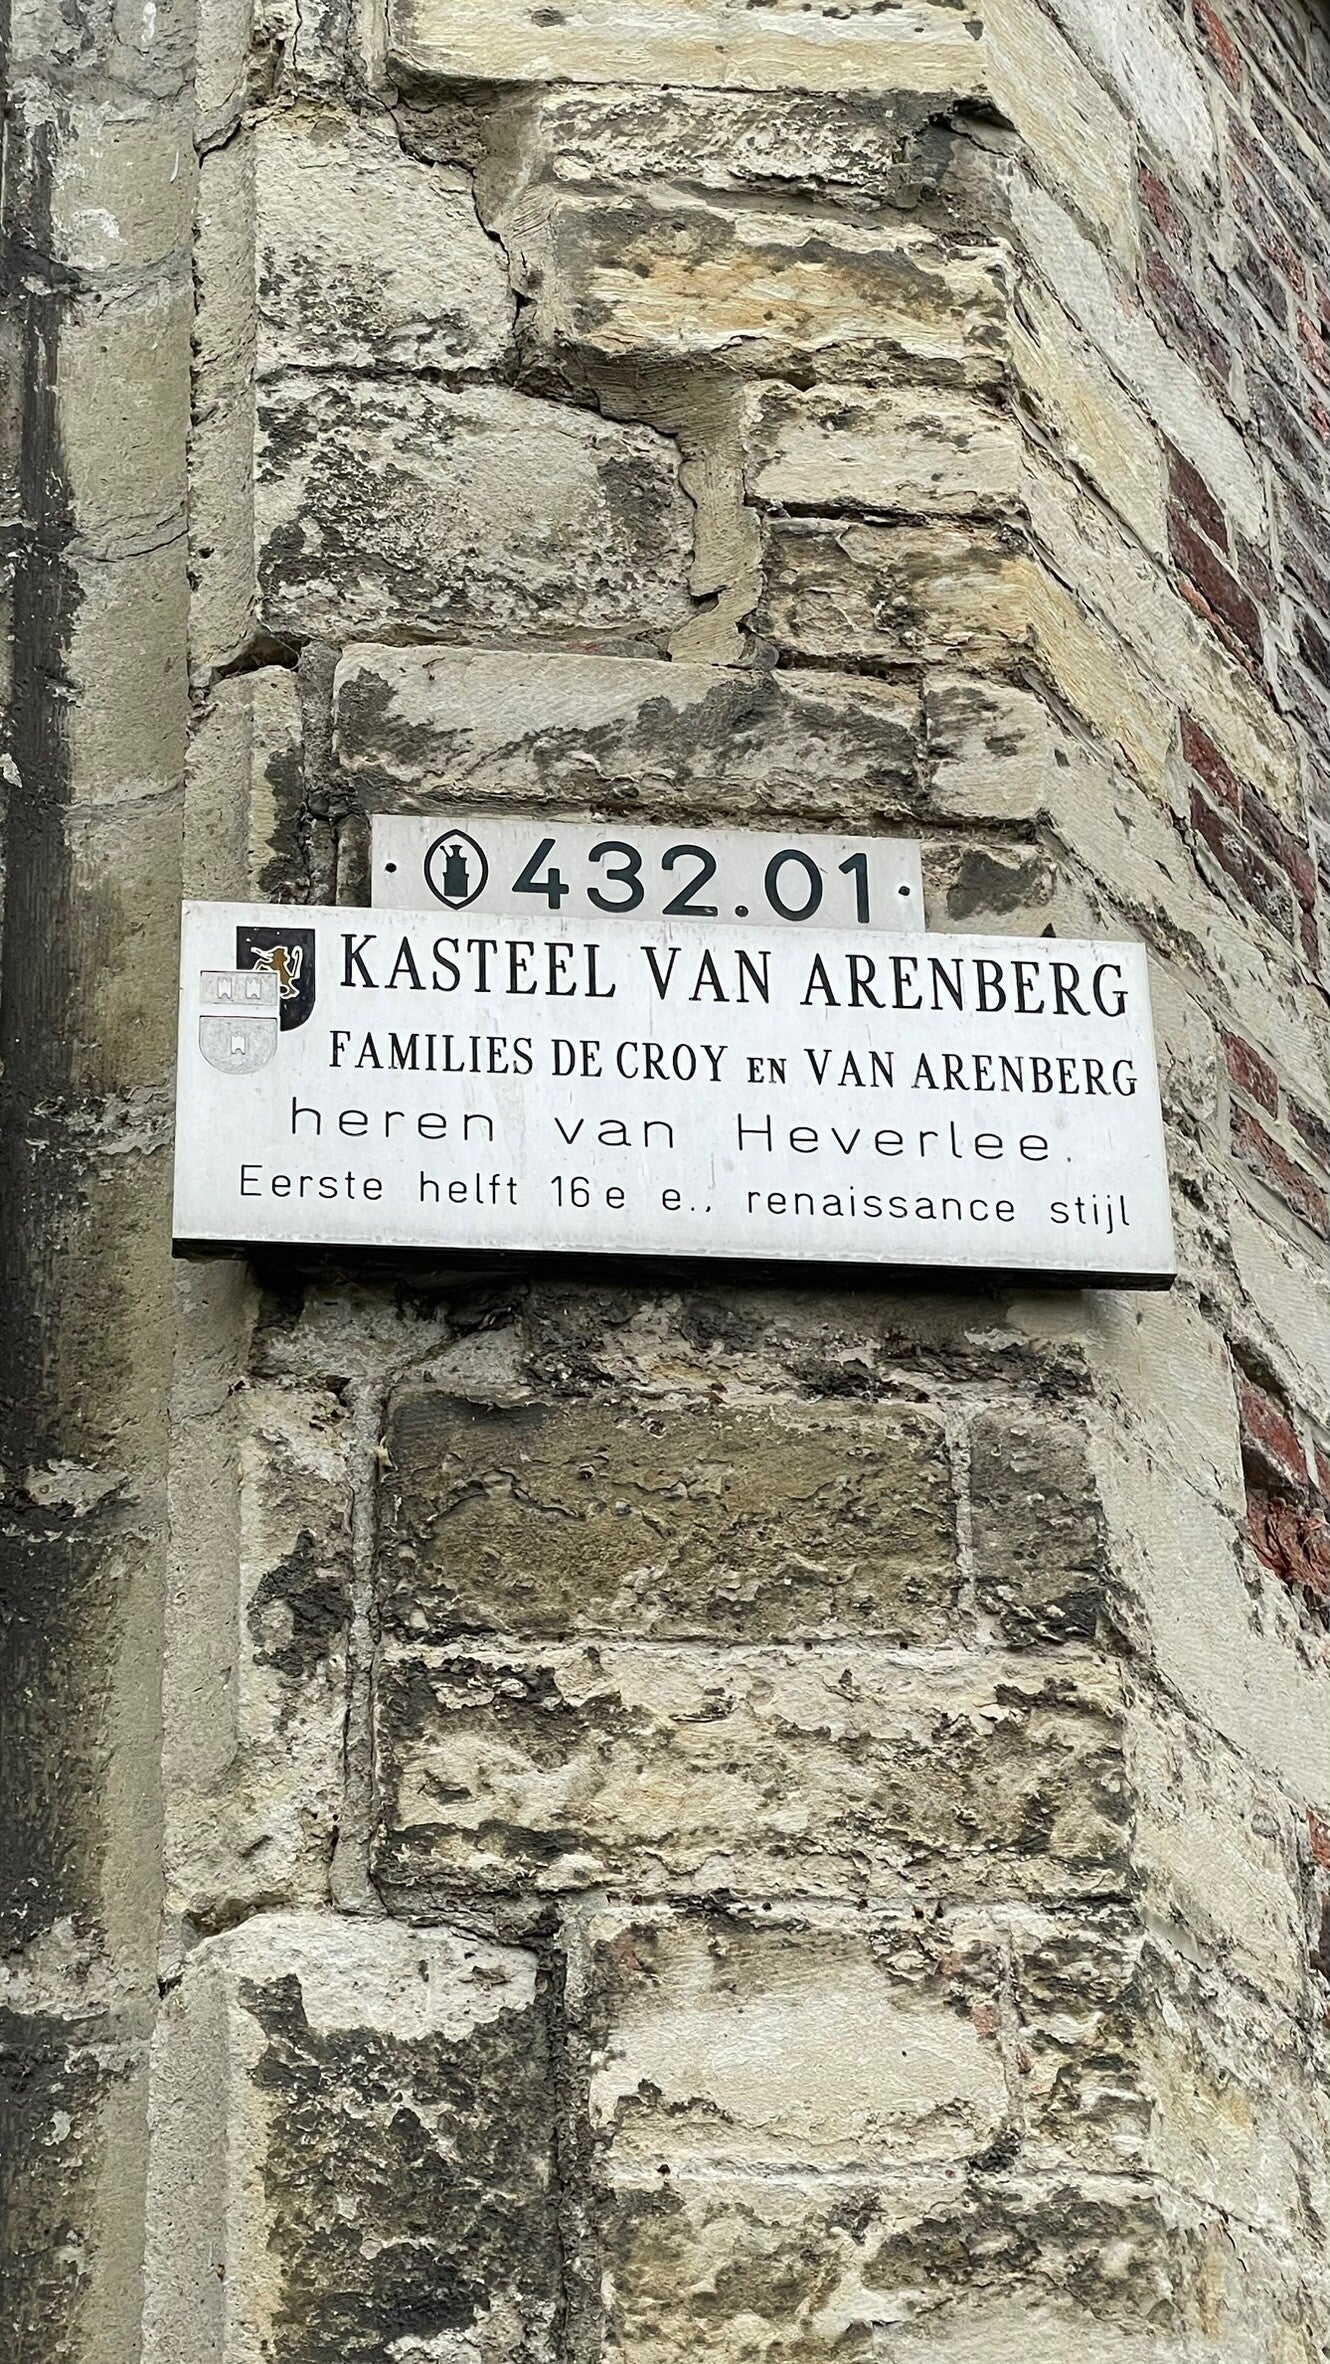 432.01
KASTEEL VAN ARENBERG
FAMILIES DE CROY EN VAN ARENBERG
heren van Heverlee.
Eerste helft 16e e., renaissance stijl